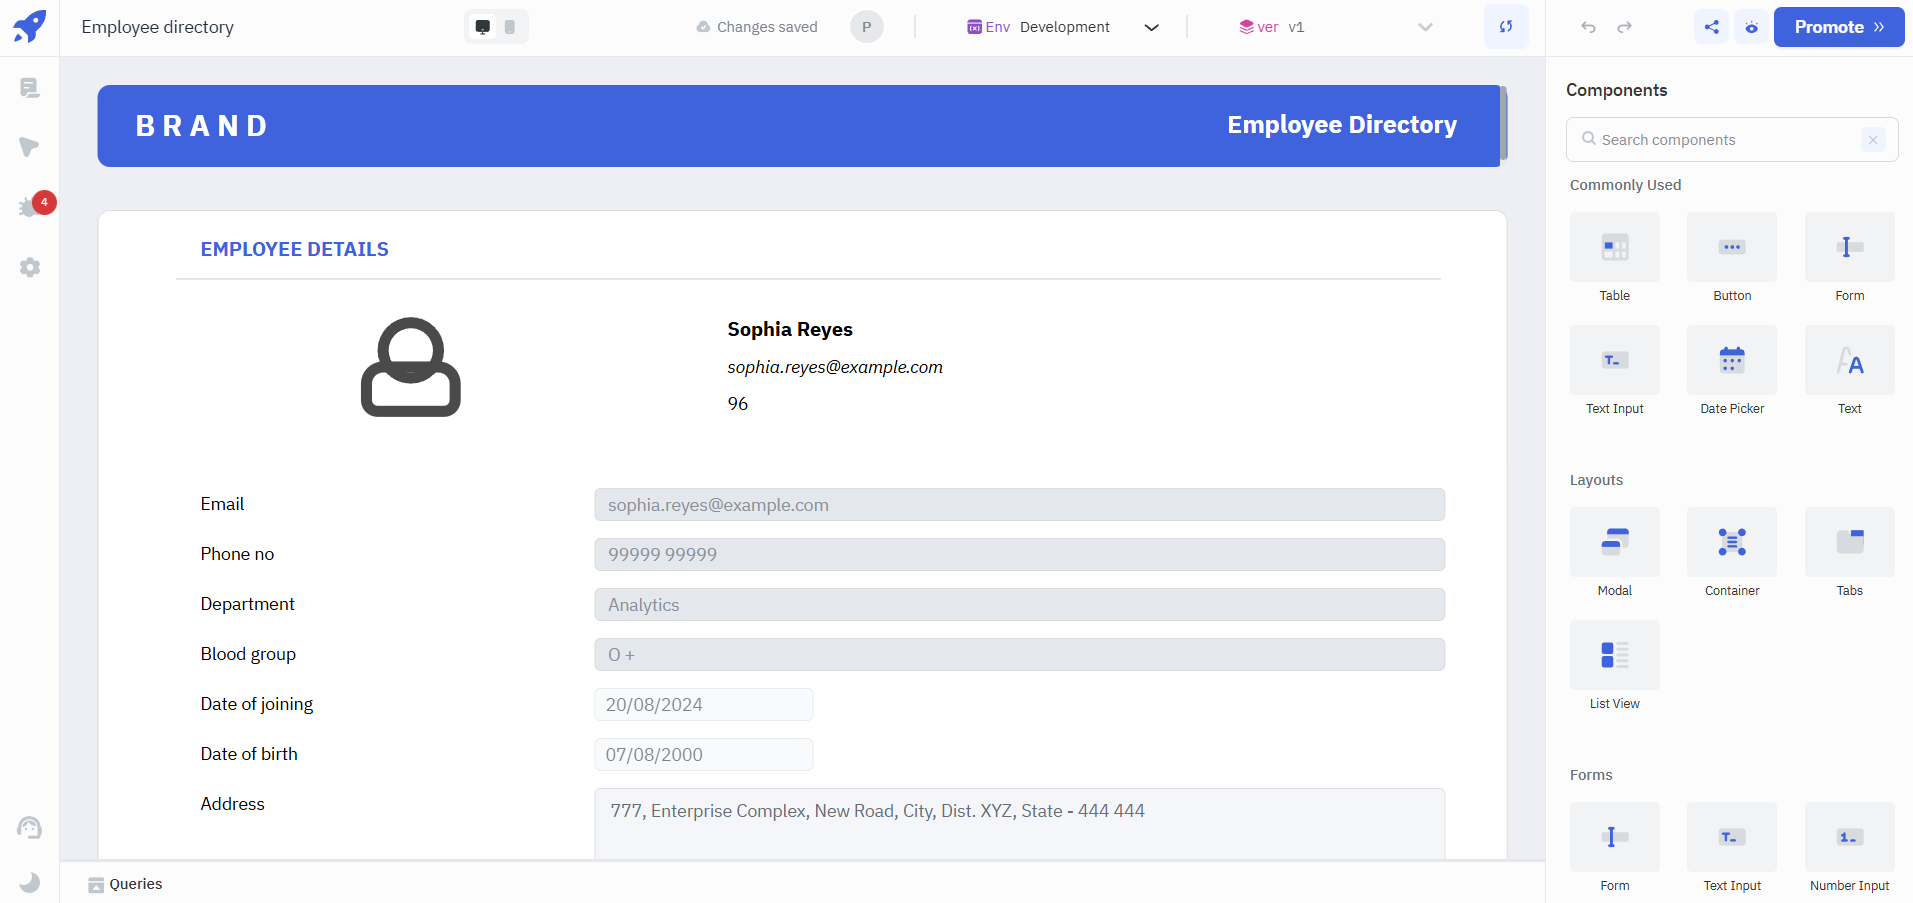 Employee directory
Changes saved
P
Env Development
ver v1
Promote
4
BRAND
Employee Directory
EMPLOYEE DETAILS
Sophia Reyes
sophia.reyes@example.com
96
Email
sophia.reyes@example.com
Phone no
99999 99999
Department
Analytics
Blood group
O +
Date of joining
20/08/2024
Date of birth
07/08/2000
Address
777, Enterprise Complex, New Road, City, Dist. XYZ, State - 444 444
Queries
Components
Search components
Commonly Used
Table
Button
Form
Text Input
Date Picker
Text
Layouts
Modal
Container
Tabs
List View
Forms
Form
Text Input
Number Input